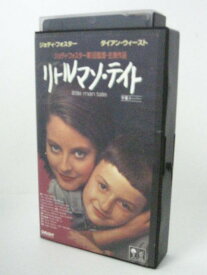 ジョディ・フォスター
ダイアン・ウィースト
ジョディ・フォスター第1回監督・主演作品
リトルマン・テイト
little man tate